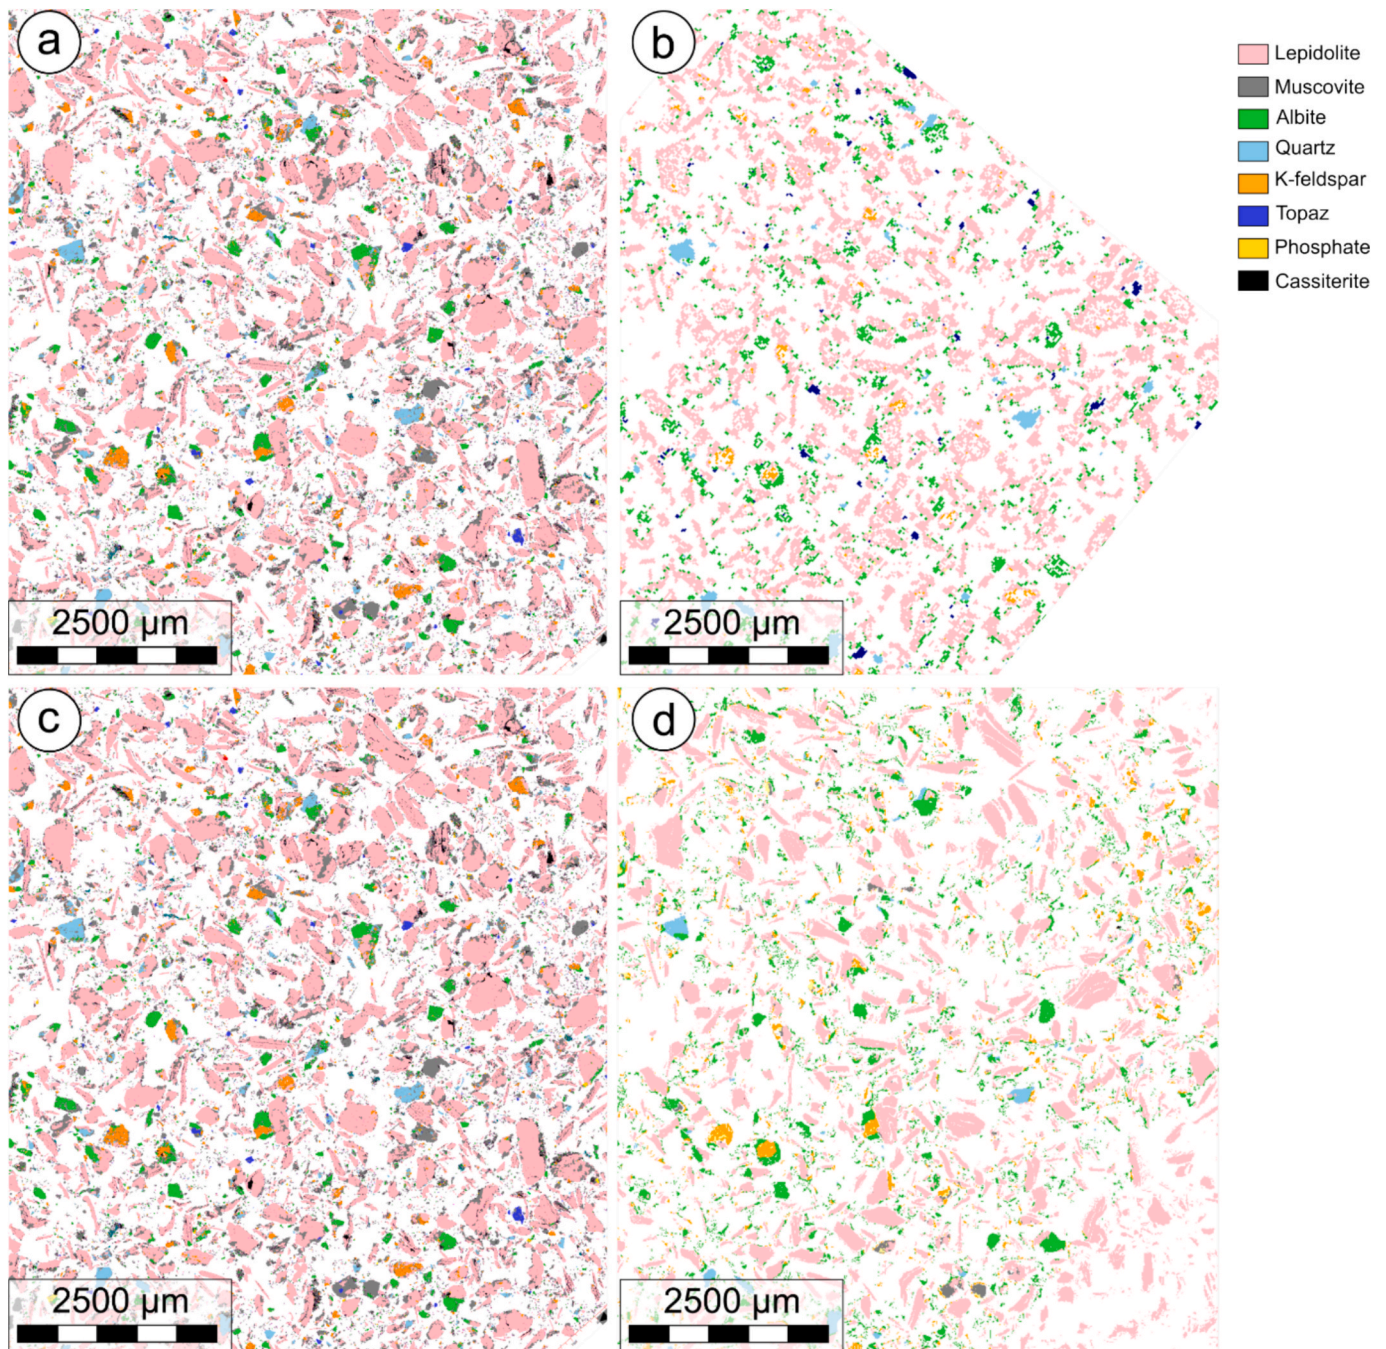 a
b
Lepidolite
Muscovite
Albite
Quartz
K-feldspar
Topaz
Phosphate
Cassiterite
2500 µm
2500 µm
c
d
2500 µm
2500 µm